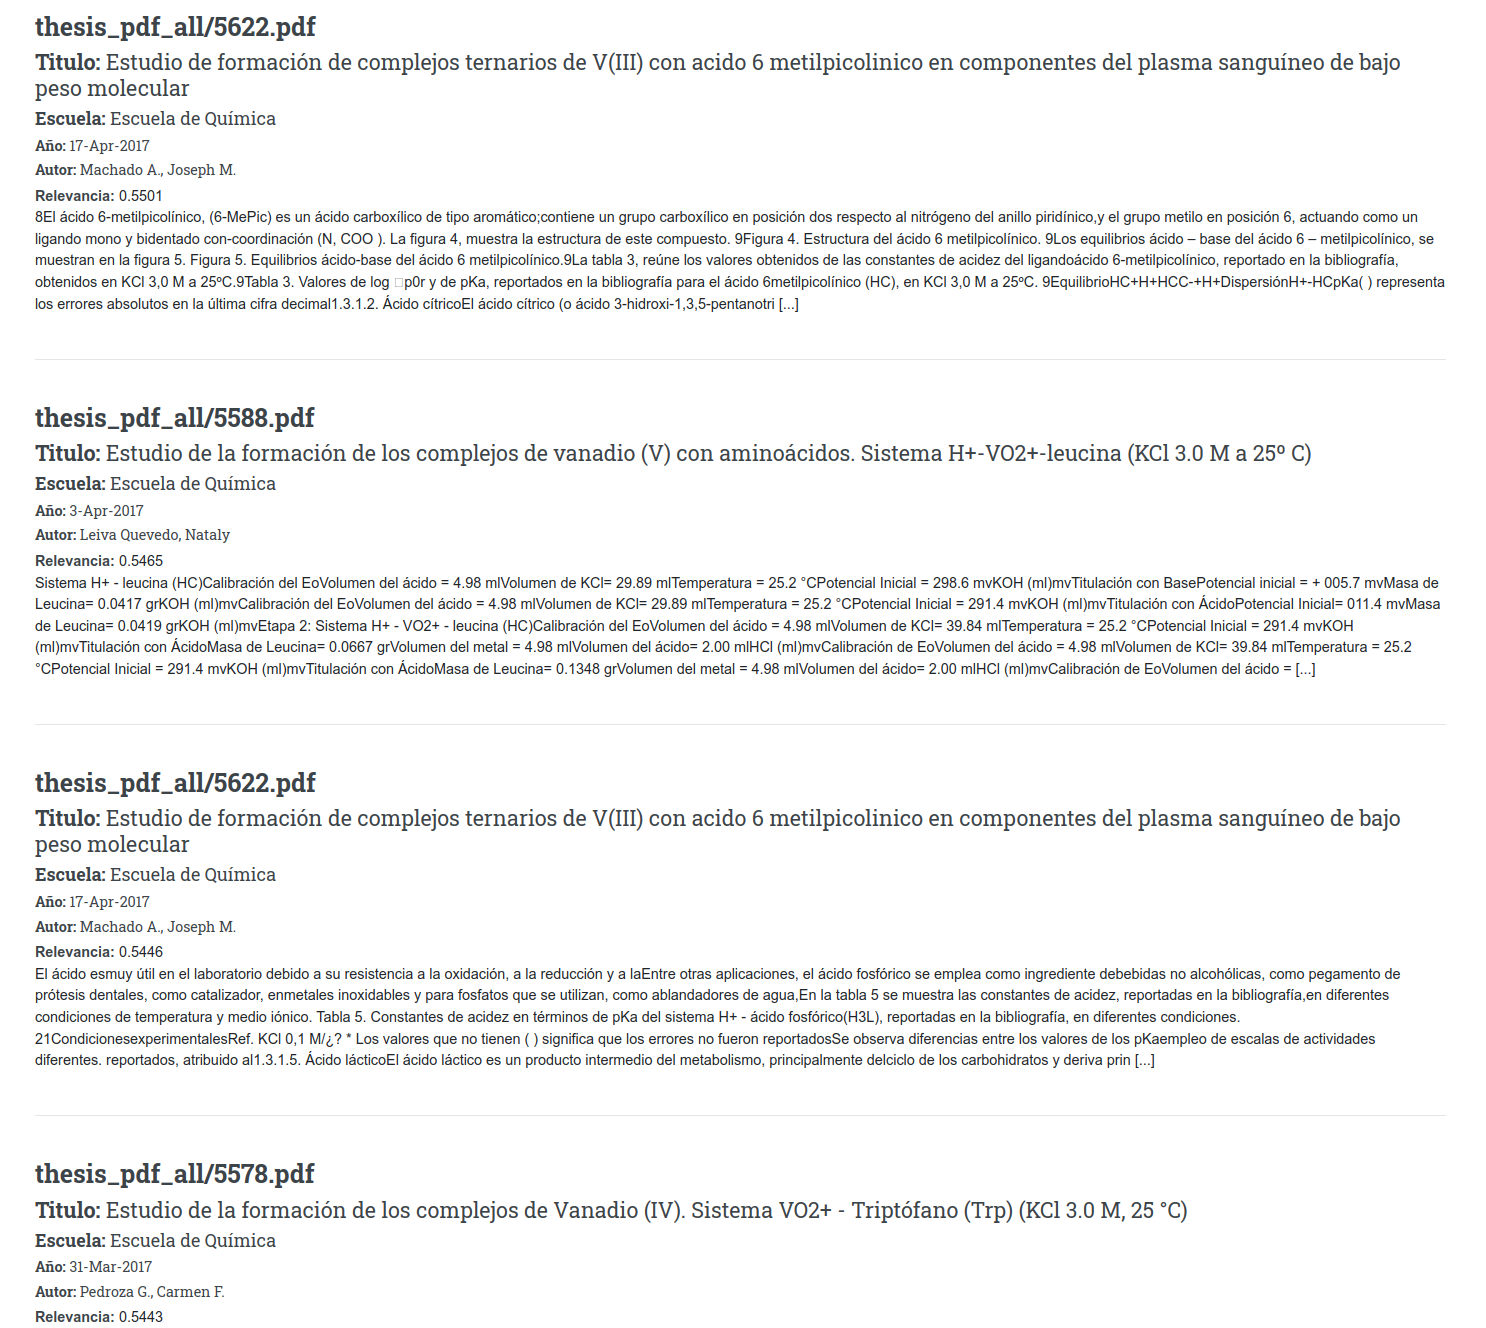 thesis_pdf_all/5622.pdf
Titulo: Estudio de formación de complejos ternarios de V(III) con acido 6 metilpicolinico en componentes del plasma sanguíneo de bajo
peso molecular
Escuela: Escuela de Química
Año: 17-Apr-2017
Autor: Machado A., Joseph M.
Relevancia: 0.5501
8El ácido 6-metilpicolínico, (6-MePic) es un ácido carboxílico de tipo aromático;contiene un grupo carboxílico en posición dos respecto al nitrógeno del anillo piridínico,y el grupo metilo en posición 6, actuando como un
ligando mono y bidentado con-coordinación (N, COO ). La figura 4, muestra la estructura de este compuesto. 9Figura 4. Estructura del ácido 6 metilpicolínico. 9Los equilibrios ácido – base del ácido 6 – metilpicolínico, se
muestran en la figura 5. Figura 5. Equilibrios ácido-base del ácido 6 metilpicolínico.9La tabla 3, reúne los valores obtenidos de las constantes de acidez del ligandoácido 6-metilpicolínico, reportado en la bibliografía,
obtenidos en KCl 3,0 M a 25ºC.9Tabla 3. Valores de log □p0r y de pKa, reportados en la bibliografía para el ácido 6metilpicolínico (HC), en KCl 3,0 M a 25ºC. 9EquilibrioHC+H+HCC-+H+DispersiónH+-HCpKa( ) representa
los errores absolutos en la última cifra decimal1.3.1.2. Ácido cítricoEl ácido cítrico (o ácido 3-hidroxi-1,3,5-pentanotri [...]
thesis_pdf_all/5588.pdf
Titulo: Estudio de la formación de los complejos de vanadio (V) con aminoácidos. Sistema H+-VO2+-leucina (KCl 3.0 M a 25º C)
Escuela: Escuela de Química
Año: 3-Apr-2017
Autor: Leiva Quevedo, Nataly
Relevancia: 0.5465
Sistema H+ - leucina (HC)Calibración del EoVolumen del ácido = 4.98 mlVolumen de KCl= 29.89 mlTemperatura = 25.2 °CPotencial Inicial = 298.6 mvKOH (ml)mvTitulación con BasePotencial inicial = + 005.7 mvMasa de
Leucina= 0.0417 grKOH (ml)mvCalibración del EoVolumen del ácido = 4.98 mlVolumen de KCl= 29.89 mlTemperatura = 25.2 °CPotencial Inicial = 291.4 mvKOH (ml)mvTitulación con ÁcidoPotencial Inicial= 011.4 mvMasa
de Leucina= 0.0419 grKOH (ml)mvEtapa 2: Sistema H+ - VO2+ - leucina (HC)Calibración del EoVolumen del ácido = 4.98 mlVolumen de KCl= 39.84 mlTemperatura = 25.2 °CPotencial Inicial = 291.4 mvKOH
(ml)mvTitulación con ÁcidoMasa de Leucina= 0.0667 grVolumen del metal = 4.98 mlVolumen del ácido= 2.00 mlHCl (ml)mvCalibración de EoVolumen del ácido = 4.98 mlVolumen de KCl= 39.84 mlTemperatura = 25.2
°CPotencial Inicial = 291.4 mvKOH (ml)mvTitulación con ÁcidoMasa de Leucina= 0.1348 grVolumen del metal = 4.98 mlVolumen del ácido= 2.00 mlHCl (ml)mvCalibración de EoVolumen del ácido = [...]
thesis_pdf_all/5622.pdf
Titulo: Estudio de formación de complejos ternarios de V(III) con acido 6 metilpicolinico en componentes del plasma sanguíneo de bajo
peso molecular
Escuela: Escuela de Química
Año: 17-Apr-2017
Autor: Machado A., Joseph M.
Relevancia: 0.5446
El ácido esmuy útil en el laboratorio debido a su resistencia a la oxidación, a la reducción y a laEntre otras aplicaciones, el ácido fosfórico se emplea como ingrediente debebidas no alcohólicas, como pegamento de
prótesis dentales, como catalizador, enmetales inoxidables y para fosfatos que se utilizan, como ablandadores de agua,En la tabla 5 se muestra las constantes de acidez, reportadas en la bibliografía,en diferentes
condiciones de temperatura y medio iónico. Tabla 5. Constantes de acidez en términos de pKa del sistema H+ - ácido fosfórico(H3L), reportadas en la bibliografía, en diferentes condiciones.
21CondicionesexperimentalesRef. KCl 0,1 M/¿? * Los valores que no tienen ( ) significa que los errores no fueron reportadosSe observa diferencias entre los valores de los pKaempleo de escalas de actividades
diferentes. reportados, atribuido al1.3.1.5. Ácido lácticoEl ácido láctico es un producto intermedio del metabolismo, principalmente delciclo de los carbohidratos y deriva prin [...]
thesis_pdf_all/5578.pdf
Titulo: Estudio de la formación de los complejos de Vanadio (IV). Sistema VO2+ - Triptófano (Trp) (KCl 3.0 M, 25 °C)
Escuela: Escuela de Química
Año: 31-Mar-2017
Autor: Pedroza G., Carmen F.
Relevancia: 0.5443